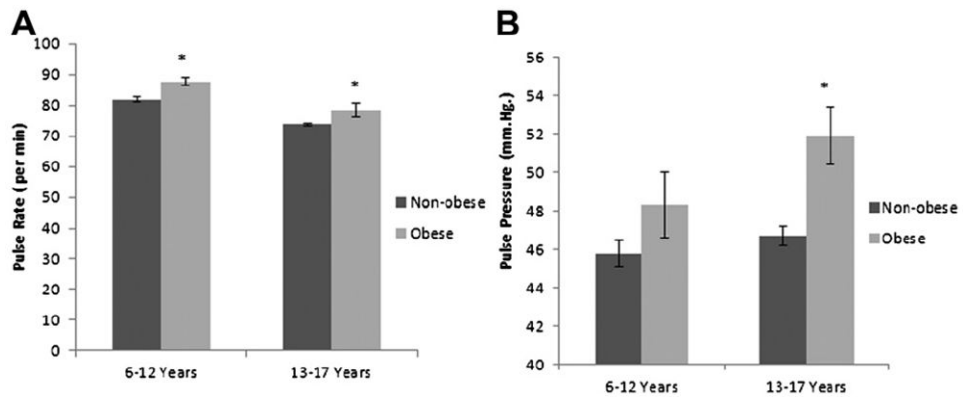 A
100
90
80
70
60
50
40
30
20
10
0
Pulse Rate (per min)
*
*
6-12 Years
13-17 Years
Non-obese
Obese
B
56
54
52
50
48
46
44
42
40
Pulse Pressure (mm.Hg.)
*
6-12 Years
13-17 Years
Non-obese
Obese